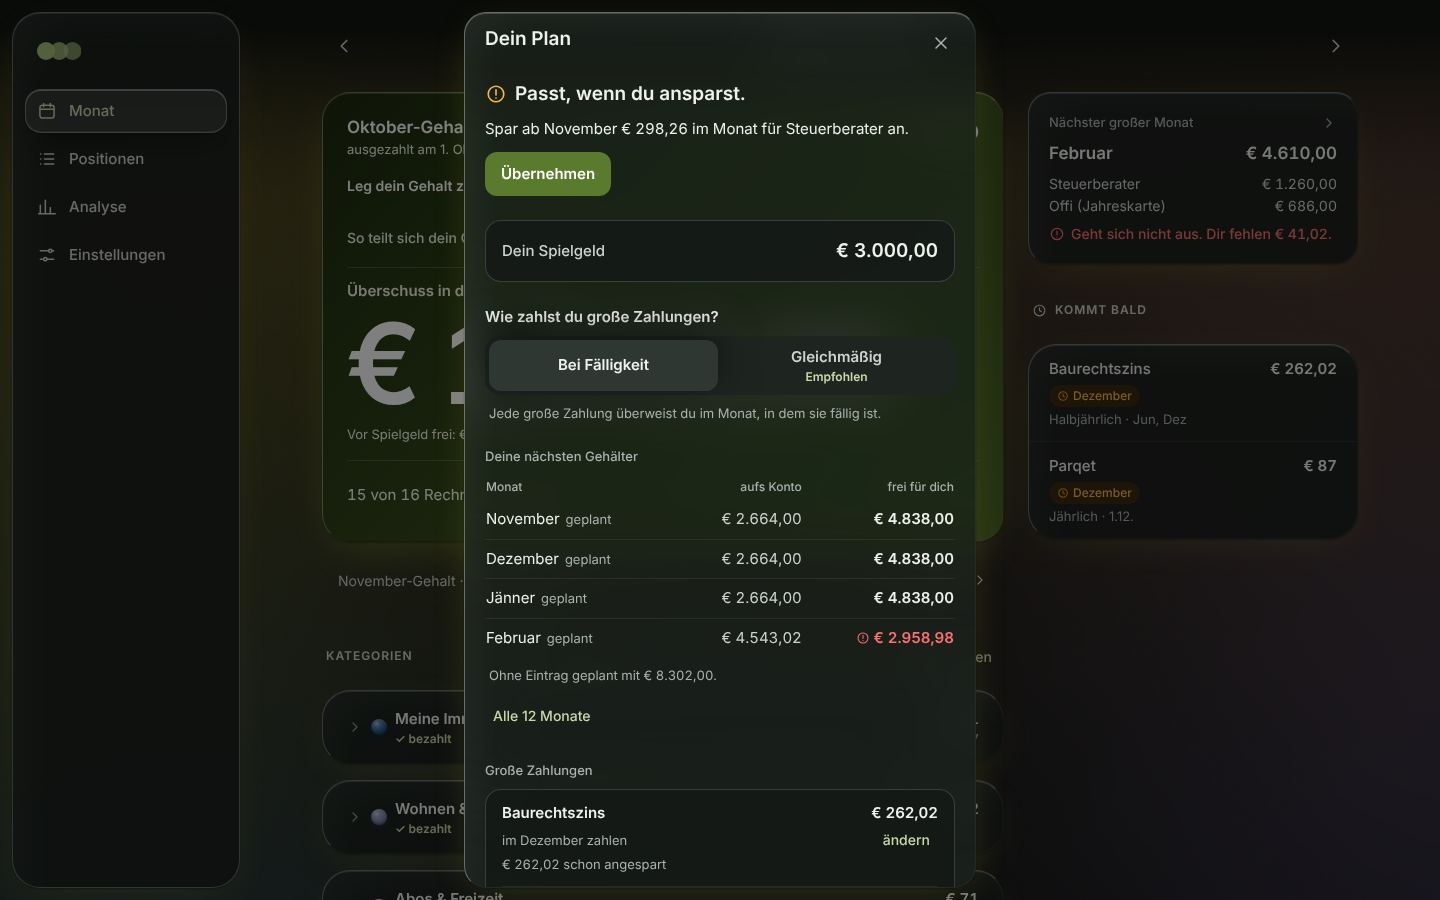 Monat
Positionen
Analyse
Einstellungen
Oktober-Geha
ausgezahlt am 1. O
Leg dein Gehalt z
So teilt sich dein
Überschuss in d
€ 1
Vor Spielgeld frei: €
15 von 16 Rech
November-Gehalt ·
KATEGORIEN
Meine Im
✓ bezahlt
Wohnen &
✓ bezahlt
Abos & Freizeit
€ 71
en
Dein Plan
Passt, wenn du ansparst.
Spar ab November € 298,26 im Monat für Steuerberater an.
Übernehmen
Dein Spielgeld € 3.000,00
Wie zahlst du große Zahlungen?
Bei Fälligkeit
Gleichmäßig
Empfohlen
Jede große Zahlung überweist du im Monat, in dem sie fällig ist.
Deine nächsten Gehälter
Monat aufs Konto frei für dich
November geplant € 2.664,00 € 4.838,00
Dezember geplant € 2.664,00 € 4.838,00
Jänner geplant € 2.664,00 € 4.838,00
Februar geplant € 4.543,02 € 2.958,98
Ohne Eintrag geplant mit € 8.302,00.
Alle 12 Monate
Große Zahlungen
Baurechtszins € 262,02
im Dezember zahlen ändern
€ 262,02 schon angespart
Nächster großer Monat
Februar € 4.610,00
Steuerberater € 1.260,00
Offi (Jahreskarte) € 686,00
Geht sich nicht aus. Dir fehlen € 41,02.
KOMMT BALD
Baurechtszins € 262,02
Dezember
Halbjährlich · Jun, Dez
Parqet € 87
Dezember
Jährlich · 1.12.